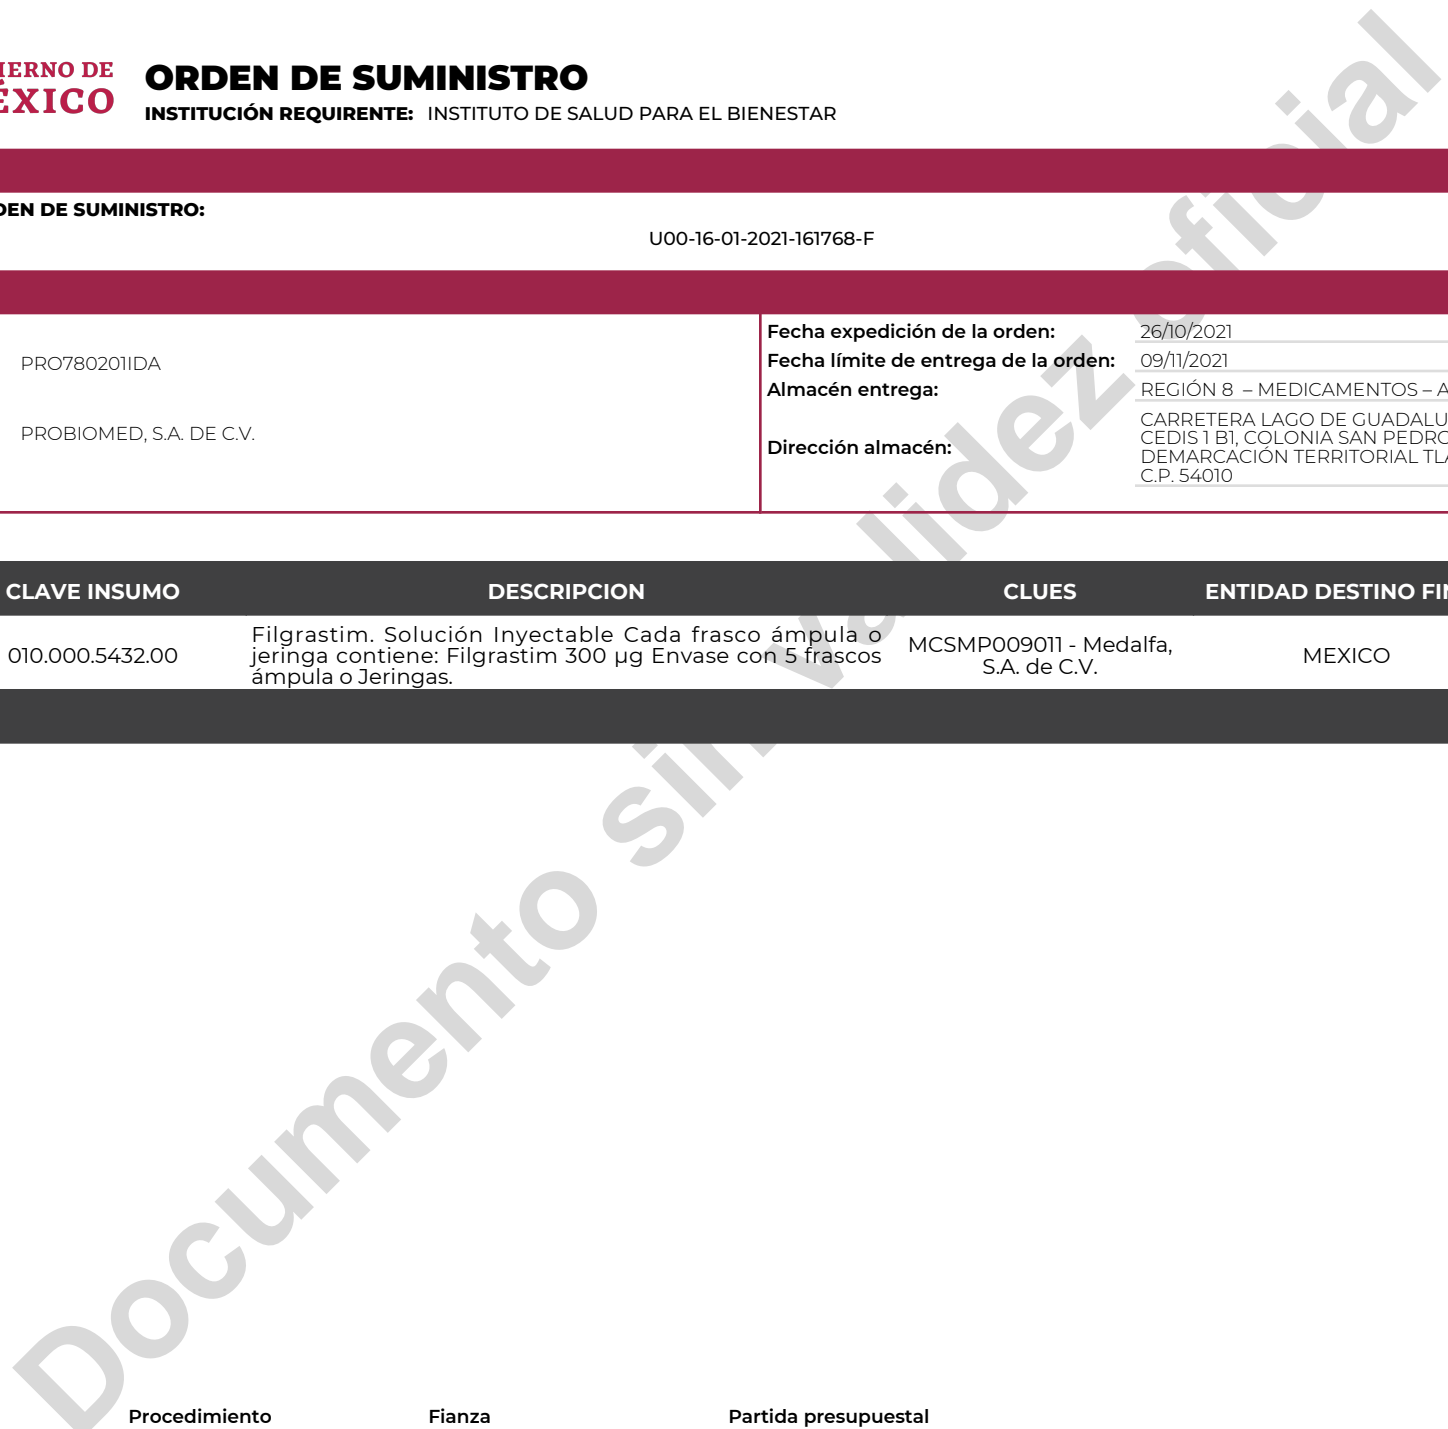 IERNO DE
ÉXICO
ORDEN DE SUMINISTRO
INSTITUCIÓN REQUIRENTE: INSTITUTO DE SALUD PARA EL BIENESTAR
DEN DE SUMINISTRO:
U00-16-01-2021-161768-F
PRO780201IDA
PROBIOMED, S.A. DE C.V.
Fecha expedición de la orden: 26/10/2021
Fecha límite de entrega de la orden: 09/11/2021
Almacén entrega: REGIÓN 8 – MEDICAMENTOS – A
Dirección almacén: CARRETERA LAGO DE GUADALU
CEDIS 1 B1, COLONIA SAN PEDRO
DEMARCACIÓN TERRITORIAL TLA
C.P. 54010
CLAVE INSUMO DESCRIPCION CLUES ENTIDAD DESTINO FIN
010.000.5432.00
Filgrastim. Solución Inyectable Cada frasco ámpula o
jeringa contiene: Filgrastim 300 µg Envase con 5 frascos
ámpula o Jeringas.
MCSMP009011 - Medalfa,
S.A. de C.V.
MEXICO
Documento sin validez oficial
Procedimiento Fianza Partida presupuestal